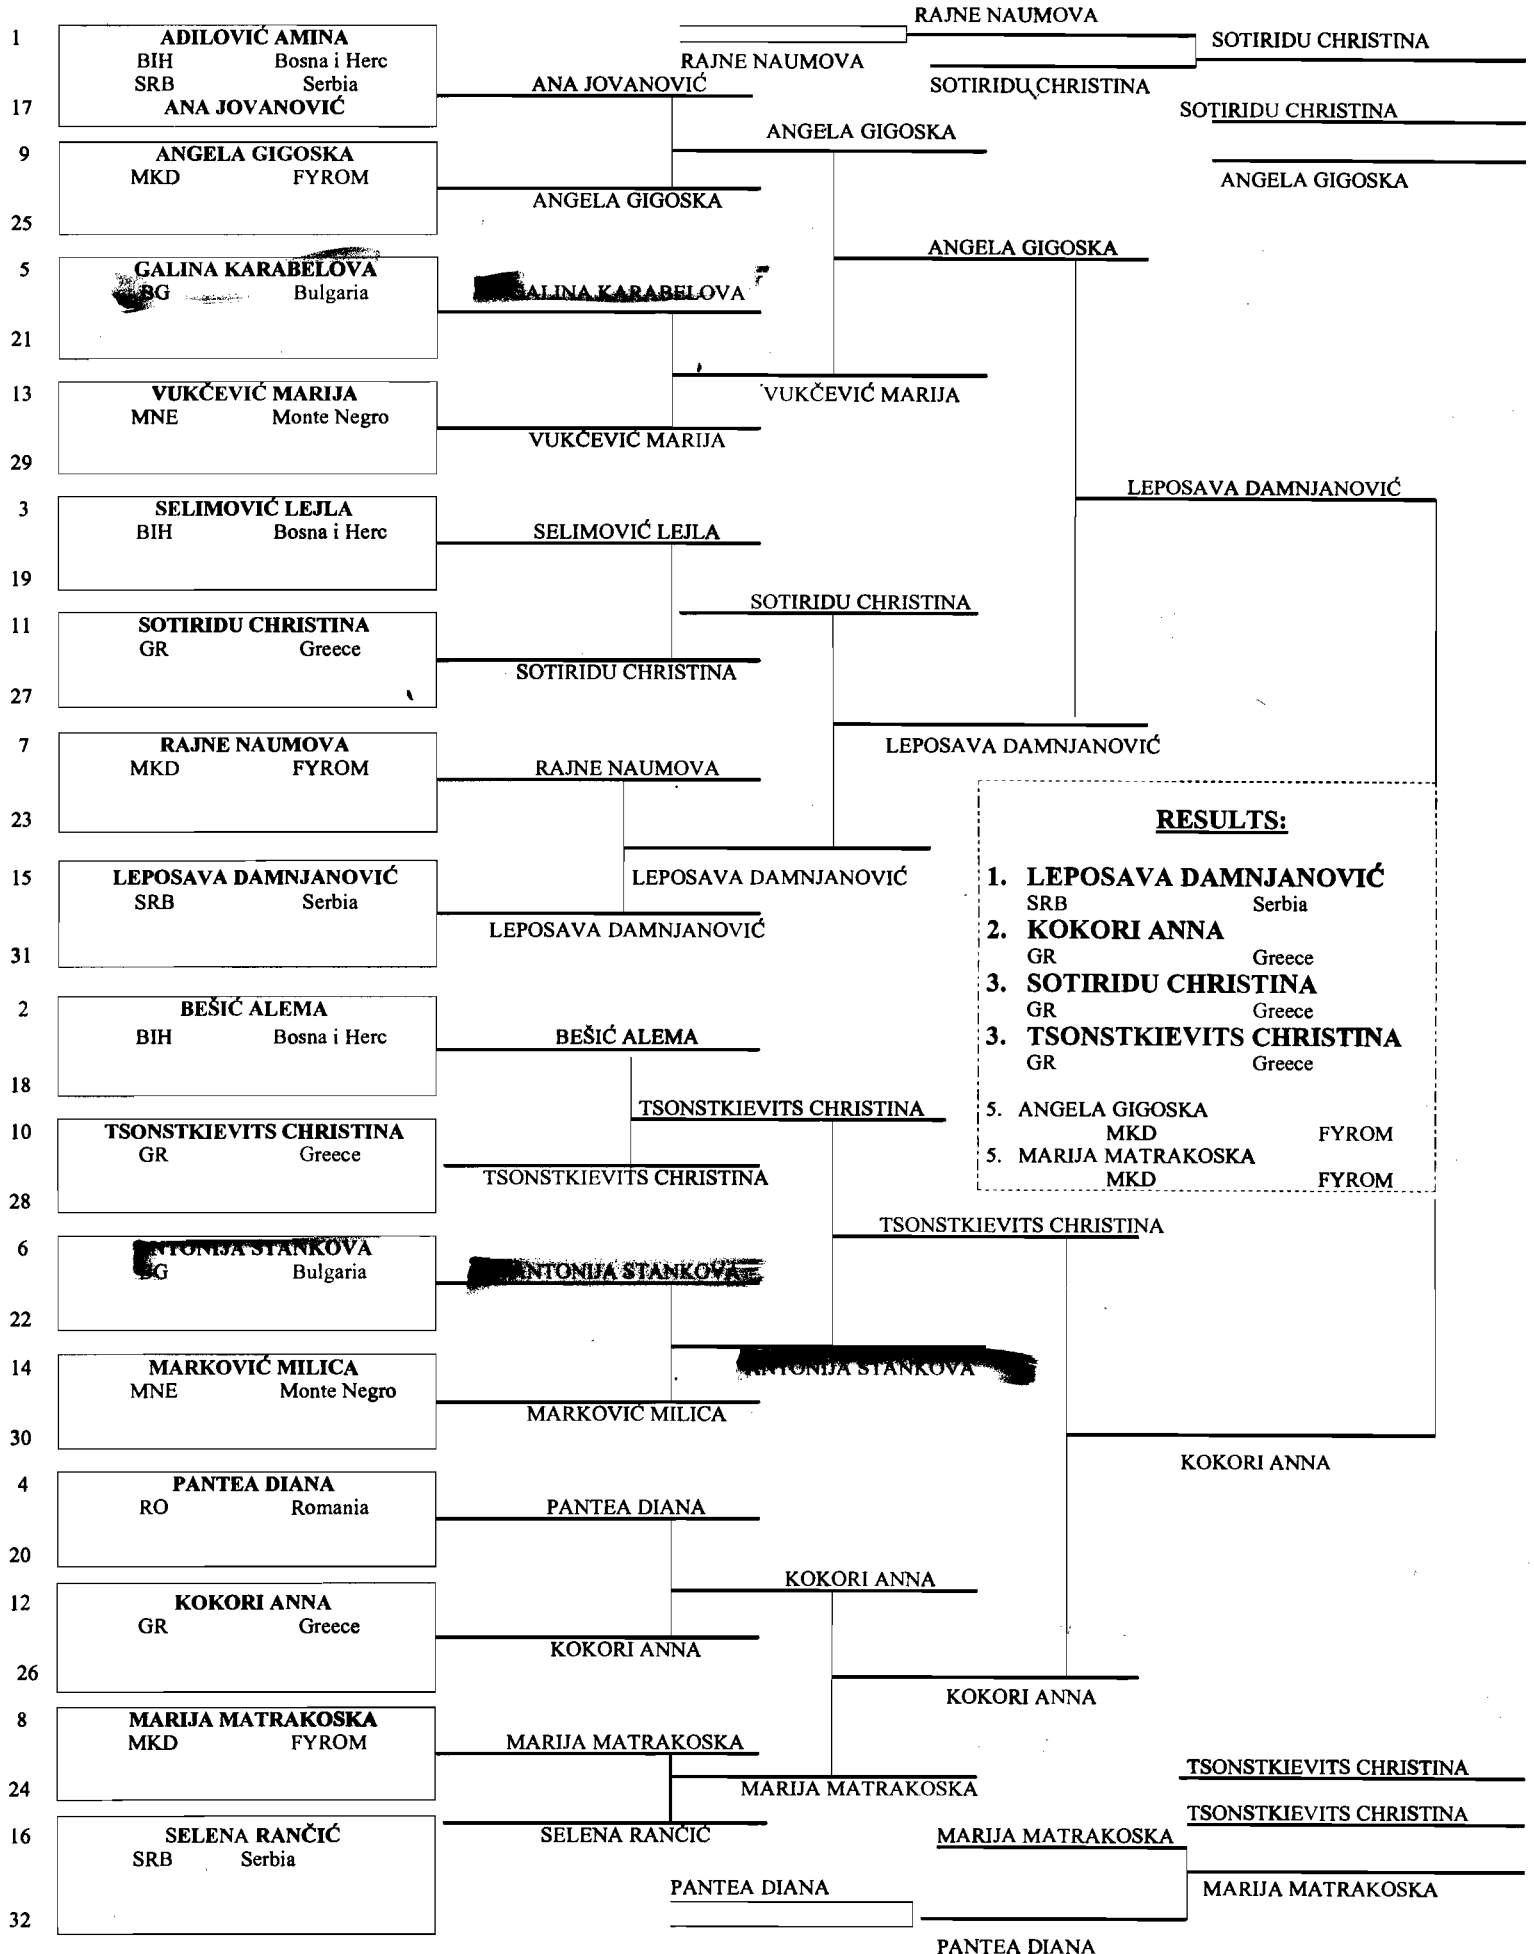 RAJNE NAUMOVA
1 ADILOVIĆ AMINA
BIH Bosna i Herc
SRB Serbia
17 ANA JOVANOVIĆ
RAJNE NAUMOVA
SOTIRIDU CHRISTINA
SOTIRIDU CHRISTINA
ANA JOVANOVIĆ
SOTIRIDU CHRISTINA
ANGELA GIGOSKA
9 ANGELA GIGOSKA
MKD FYROM
25
ANGELA GIGOSKA
ANGELA GIGOSKA
ANGELA GIGOSKA
5 GALINA KARABELOVA
BG Bulgaria
21
GALINA KARABELOVA
13 VUKČEVIĆ MARIJA
MNE Monte Negro
29
VUKČEVIĆ MARIJA
VUKČEVIĆ MARIJA
LEPOSAVA DAMNJANOVIĆ
3 SELIMOVIĆ LEJLA
BIH Bosna i Herc
19
SELIMOVIĆ LEJLA
SOTIRIDU CHRISTINA
11 SOTIRIDU CHRISTINA
GR Greece
27
SOTIRIDU CHRISTINA
7 RAJNE NAUMOVA
MKD FYROM
23
RAJNE NAUMOVA
LEPOSAVA DAMNJANOVIĆ
15 LEPOSAVA DAMNJANOVIĆ
SRB Serbia
31
LEPOSAVA DAMNJANOVIĆ
LEPOSAVA DAMNJANOVIĆ
RESULTS:
1. LEPOSAVA DAMNJANOVIĆ
SRB Serbia
2. KOKORI ANNA
GR Greece
3. SOTIRIDU CHRISTINA
GR Greece
3. TSONSTKIEVITS CHRISTINA
GR Greece
5. ANGELA GIGOSKA
MKD FYROM
5. MARIJA MATRAKOSKA
MKD FYROM
2 BEŠIĆ ALEMA
BIH Bosna i Herc
18
BEŠIĆ ALEMA
TSONSTKIEVITS CHRISTINA
10 TSONSTKIEVITS CHRISTINA
GR Greece
28
TSONSTKIEVITS CHRISTINA
TSONSTKIEVITS CHRISTINA
6 ANTONIJA STANKOVA
BG Bulgaria
22
ANTONIJA STANKOVA
ANTONIJA STANKOVA
14 MARKOVIĆ MILICA
MNE Monte Negro
30
MARKOVIĆ MILICA
KOKORI ANNA
4 PANTEA DIANA
RO Romania
20
PANTEA DIANA
KOKORI ANNA
12 KOKORI ANNA
GR Greece
26
KOKORI ANNA
KOKORI ANNA
8 MARIJA MATRAKOSKA
MKD FYROM
24
MARIJA MATRAKOSKA
MARIJA MATRAKOSKA
TSONSTKIEVITS CHRISTINA
TSONSTKIEVITS CHRISTINA
16 SELENA RANČIĆ
SRB Serbia
32
SELENA RANČIĆ
MARIJA MATRAKOSKA
PANTEA DIANA
MARIJA MATRAKOSKA
PANTEA DIANA